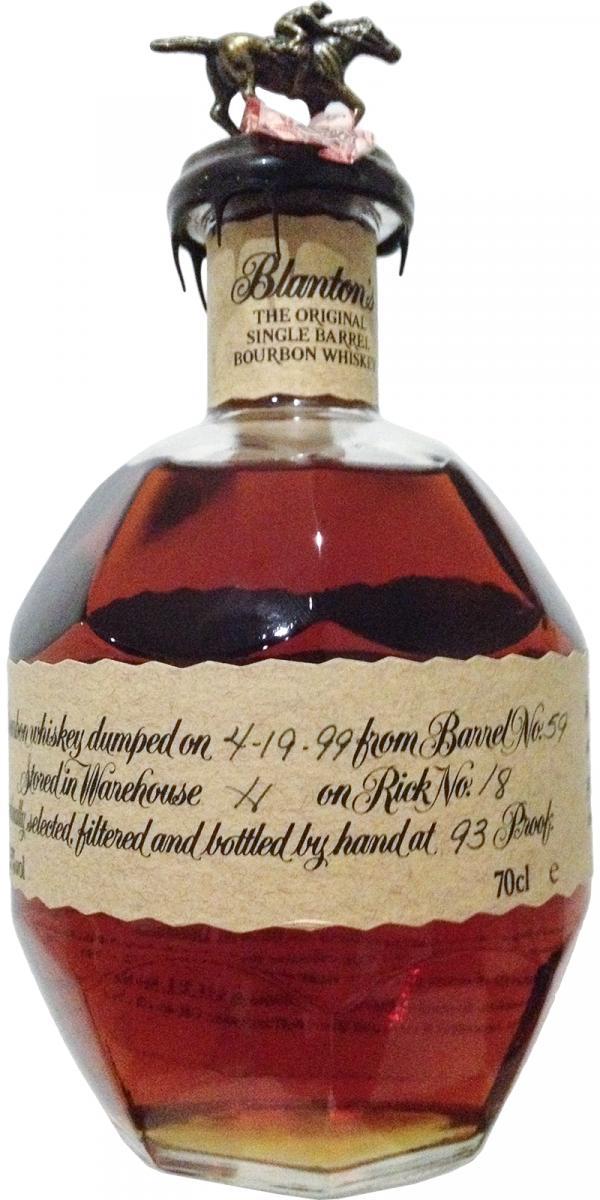 Blanton's
THE ORIGINAL
SINGLE BARREL
BOURBON WHISKEY
whiskey dumped on 4-19-99 from Barrel No: 59
Stored in Warehouse H on Rick No: 18
selected, filtered and bottled by hand at 93 Proof.
70cl e